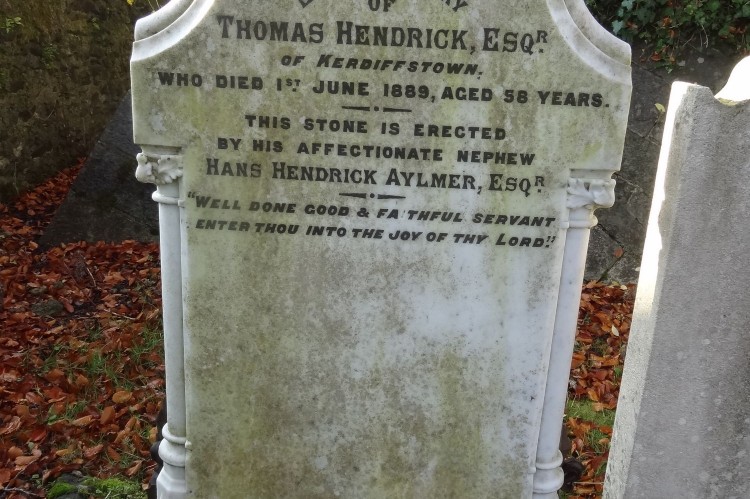 OF
THOMAS HENDRICK, ESQR.
OF KERDIFFSTOWN,
WHO DIED 1ST JUNE 1889, AGED 58 YEARS.
THIS STONE IS ERECTED
BY HIS AFFECTIONATE NEPHEW
HANS HENDRICK AYLMER, ESQR.
"WELL DONE GOOD & FA THFUL SERVANT
ENTER THOU INTO THE JOY OF THY LORD."